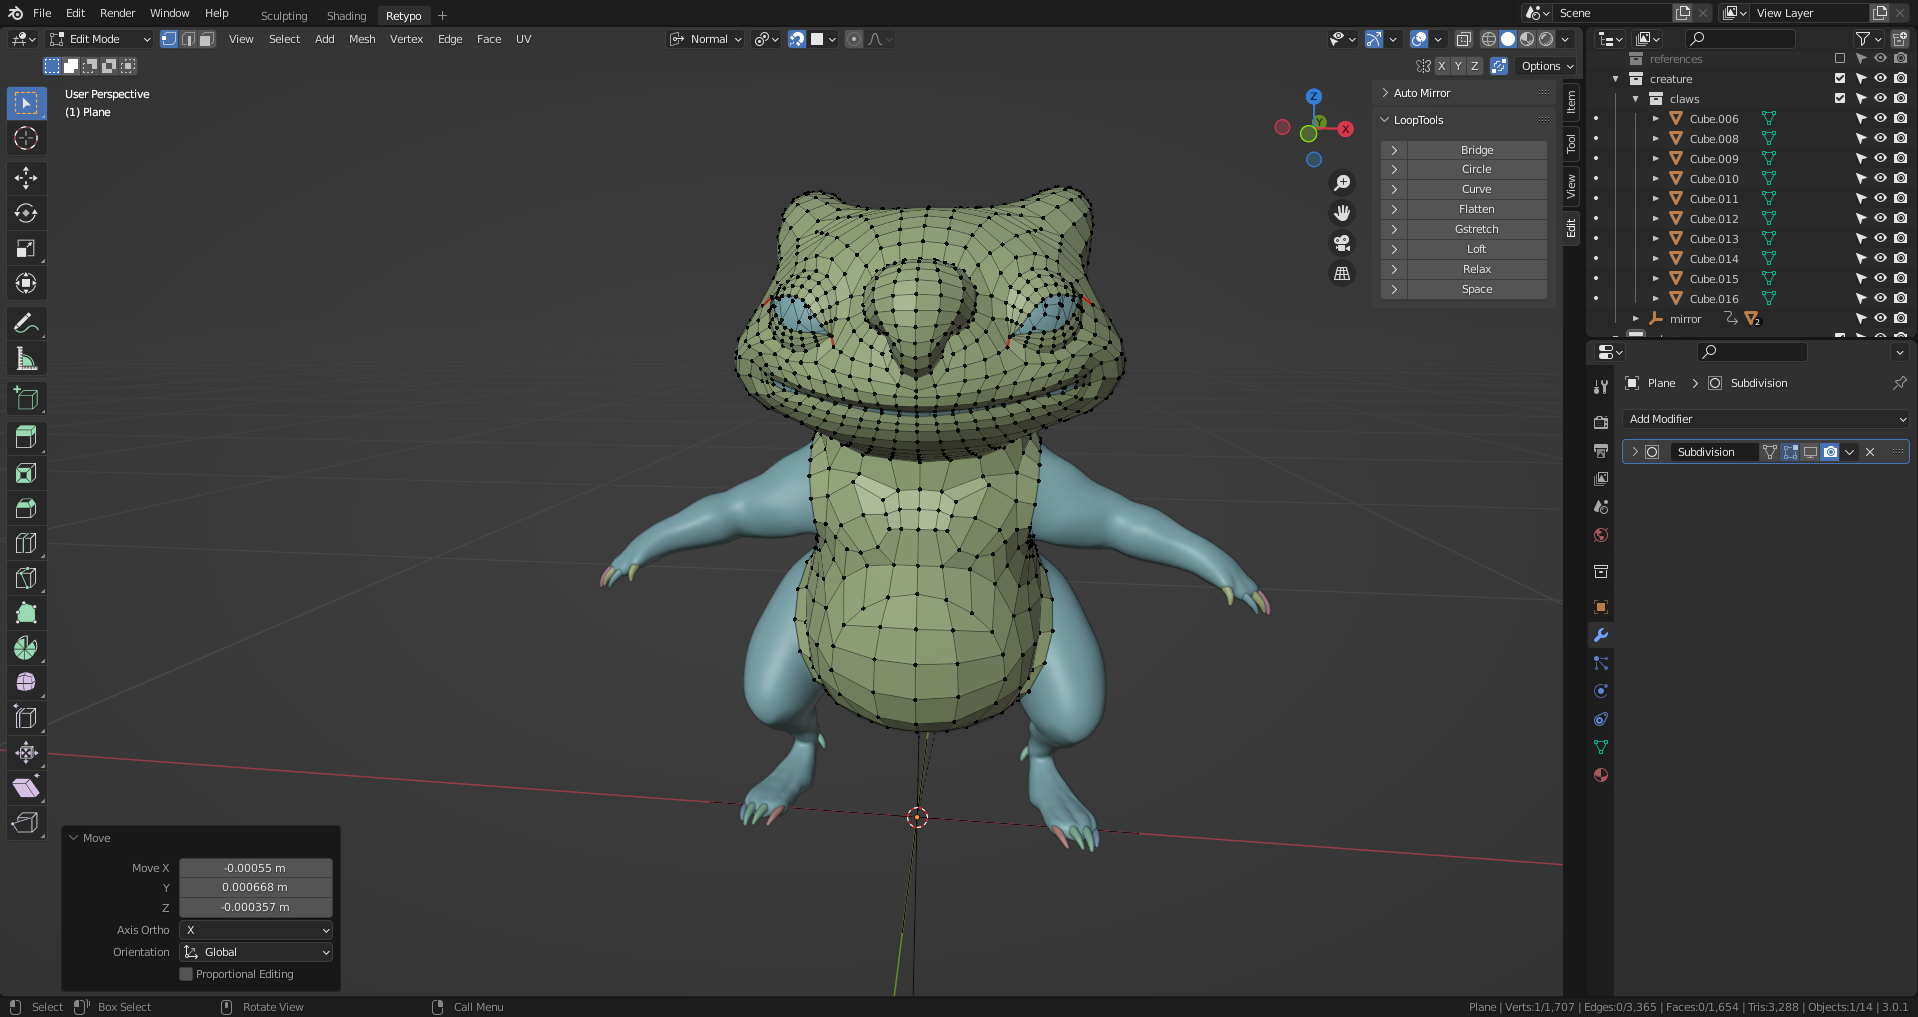 File Edit Render Window Help Sculpting Shading Retypo Scene View Layer
Edit Mode View Select Add Mesh Vertex Edge Face UV Normal
X Y Z Options
User Perspective
(1) Plane
Z
Y
X
Auto Mirror
LoopTools
Bridge
Circle
Curve
Flatten
Gstretch
Loft
Relax
Space
Item
Tool
View
Edit
references
creature
claws
Cube.006
Cube.008
Cube.009
Cube.010
Cube.011
Cube.012
Cube.013
Cube.014
Cube.015
Cube.016
mirror 2
Plane Subdivision
Add Modifier
Subdivision
Move
Move X -0.00055 m
Y 0.000668 m
Z -0.000357 m
Axis Ortho X
Orientation Global
Proportional Editing
Select Box Select Rotate View Call Menu
Plane | Verts:1/1,707 | Edges:0/3,365 | Faces:0/1,654 | Tris:3,288 | Objects:1/14 | 3.0.1